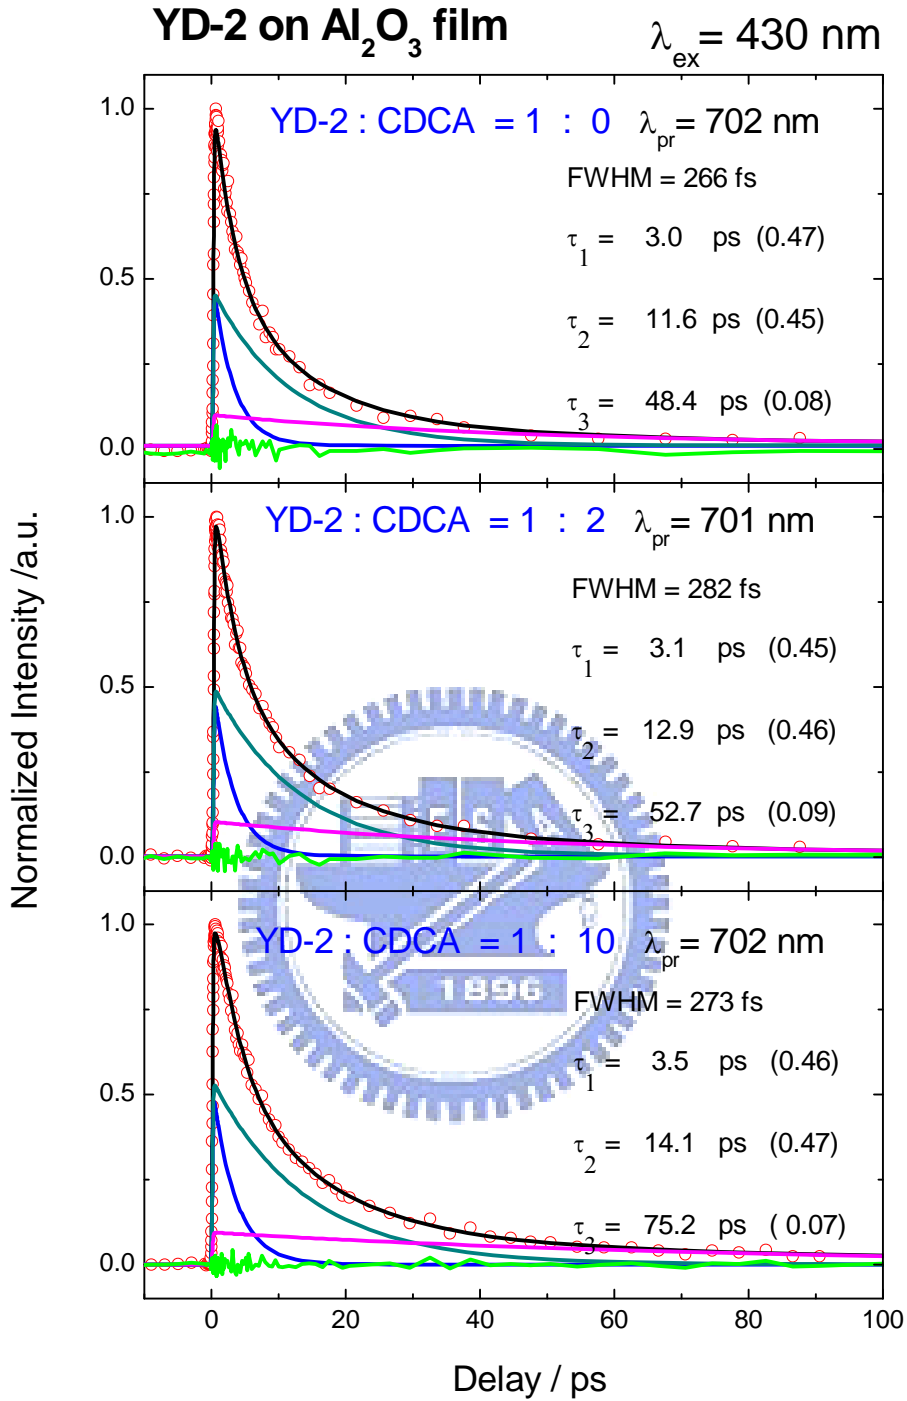 YD-2 on Al₂O₃ film
λex = 430 nm
YD-2 : CDCA = 1 : 0 λpr = 702 nm
FWHM = 266 fs
τ1 = 3.0 ps (0.47)
τ2 = 11.6 ps (0.45)
τ3 = 48.4 ps (0.08)
1.0
0.5
0.0
YD-2 : CDCA = 1 : 2 λpr = 701 nm
FWHM = 282 fs
τ1 = 3.1 ps (0.45)
τ2 = 12.9 ps (0.46)
τ3 = 52.7 ps (0.09)
1.0
0.5
0.0
Normalized Intensity /a.u.
YD-2 : CDCA = 1 : 10 λpr = 702 nm
1896
FWHM = 273 fs
τ1 = 3.5 ps (0.46)
τ2 = 14.1 ps (0.47)
τ3 = 75.2 ps ( 0.07)
1.0
0.5
0.0
0 20 40 60 80 100
Delay / ps